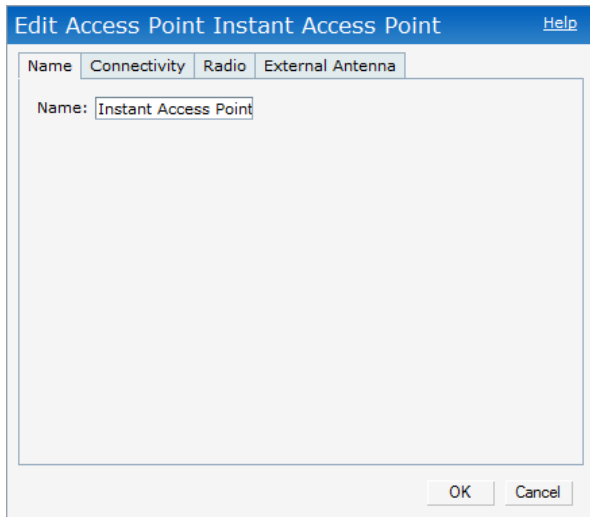 Edit Access Point Instant Access Point Help
Name Connectivity Radio External Antenna
Name: Instant Access Point
OK Cancel